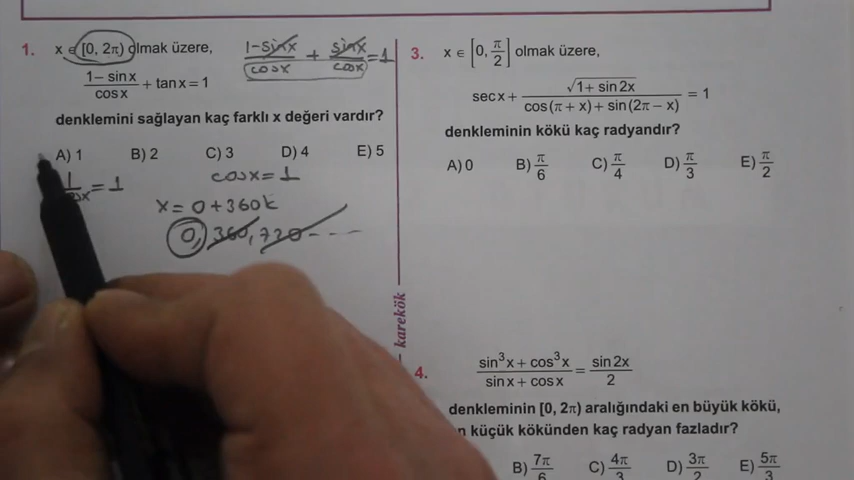 1. x ∈ [0, 2π) olmak üzere,
(1 – sin x)/(cos x) + tan x = 1
(1-sinx)/(cosx) + (sinx)/(cosx) = 1
denklemini sağlayan kaç farklı x değeri vardır?
A) 1 B) 2 C) 3 D) 4 E) 5
1/cosx = 1
cosx = 1
x = 0 + 360k
0, 360, 720 - - - -
karekök
3. x ∈ [0, π/2] olmak üzere,
sec x + √(1 + sin 2x)/(cos(π + x) + sin(2π – x)) = 1
denkleminin kökü kaç radyandır?
A) 0 B) π/6 C) π/4 D) π/3 E) π/2
4. (sin³x + cos³x)/(sin x + cos x) = (sin 2x)/2
denkleminin [0, 2π) aralığındaki en büyük kökü,
n küçük kökünden kaç radyan fazladır?
B) 7π/6 C) 4π/3 D) 3π/2 E) 5π/3